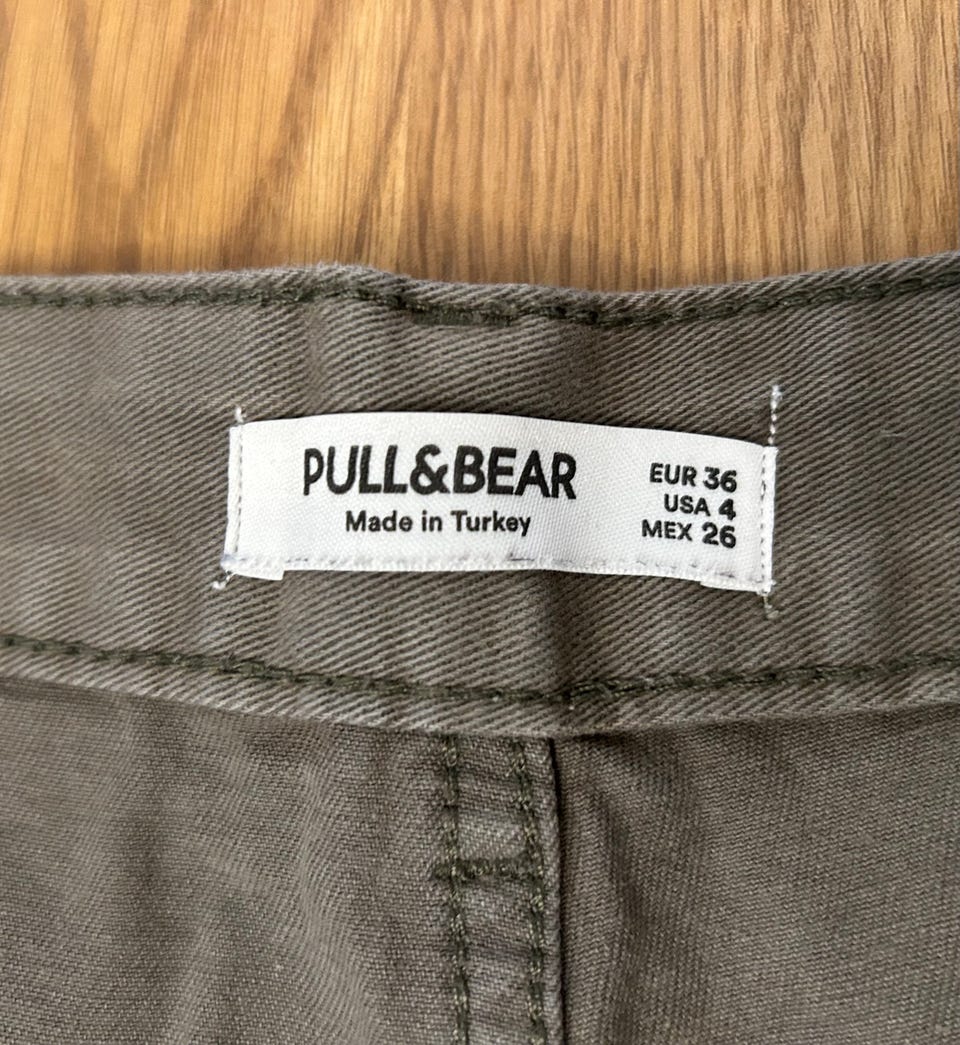 PULL&BEAR
Made in Turkey
EUR 36
USA 4
MEX 26